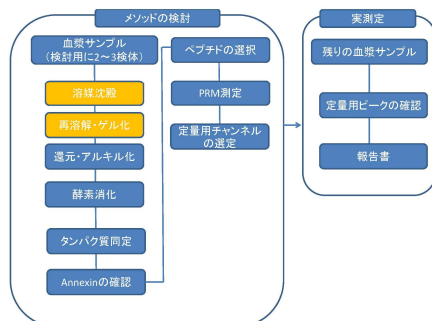 メソッドの検討
血漿サンプル
(検討用に2～3検体)
溶媒沈殿
再溶解・ゲル化
還元・アルキル化
酵素消化
タンパク質同定
Annexinの確認
ペプチドの選択
PRM測定
定量用チャンネル
の選定
実測定
残りの血漿サンプル
定量用ピークの確認
報告書